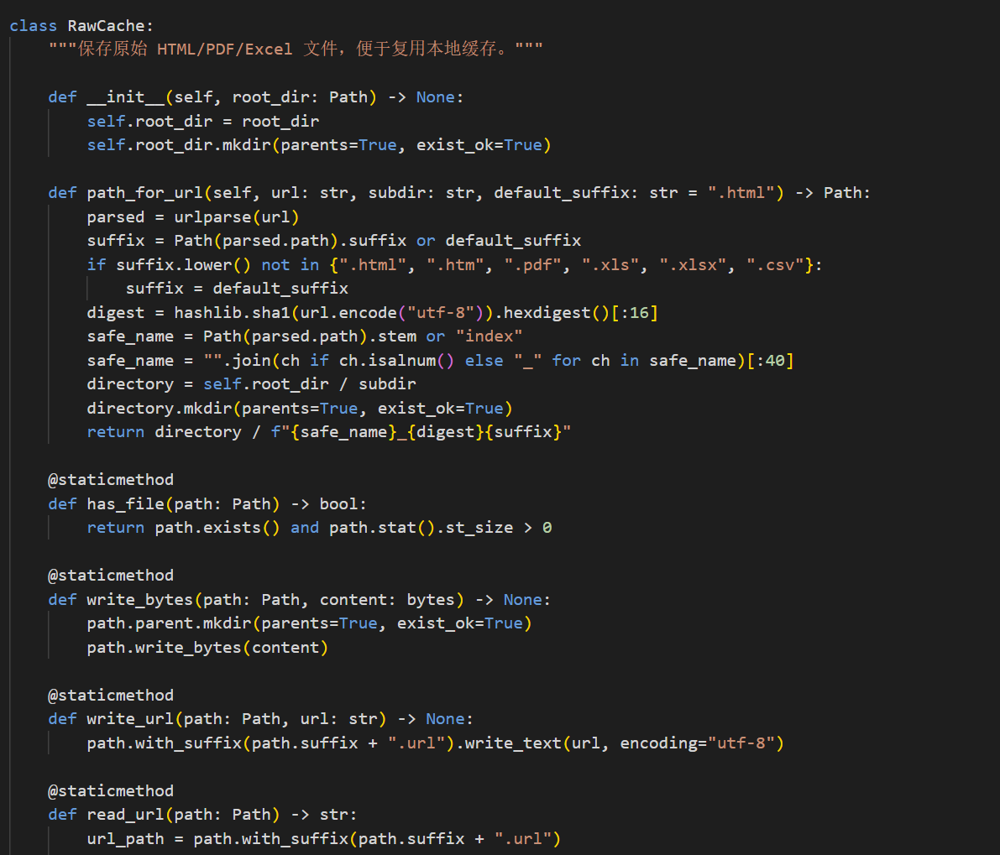 class RawCache:
    """保存原始 HTML/PDF/Excel 文件，便于复用本地缓存。"""

    def __init__(self, root_dir: Path) -> None:
        self.root_dir = root_dir
        self.root_dir.mkdir(parents=True, exist_ok=True)

    def path_for_url(self, url: str, subdir: str, default_suffix: str = ".html") -> Path:
        parsed = urlparse(url)
        suffix = Path(parsed.path).suffix or default_suffix
        if suffix.lower() not in {".html", ".htm", ".pdf", ".xls", ".xlsx", ".csv"}:
            suffix = default_suffix
        digest = hashlib.sha1(url.encode("utf-8")).hexdigest()[:16]
        safe_name = Path(parsed.path).stem or "index"
        safe_name = "".join(ch if ch.isalnum() else "_" for ch in safe_name)[:40]
        directory = self.root_dir / subdir
        directory.mkdir(parents=True, exist_ok=True)
        return directory / f"{safe_name}_{digest}{suffix}"

    @staticmethod
    def has_file(path: Path) -> bool:
        return path.exists() and path.stat().st_size > 0

    @staticmethod
    def write_bytes(path: Path, content: bytes) -> None:
        path.parent.mkdir(parents=True, exist_ok=True)
        path.write_bytes(content)

    @staticmethod
    def write_url(path: Path, url: str) -> None:
        path.with_suffix(path.suffix + ".url").write_text(url, encoding="utf-8")

    @staticmethod
    def read_url(path: Path) -> str:
        url_path = path.with_suffix(path.suffix + ".url")